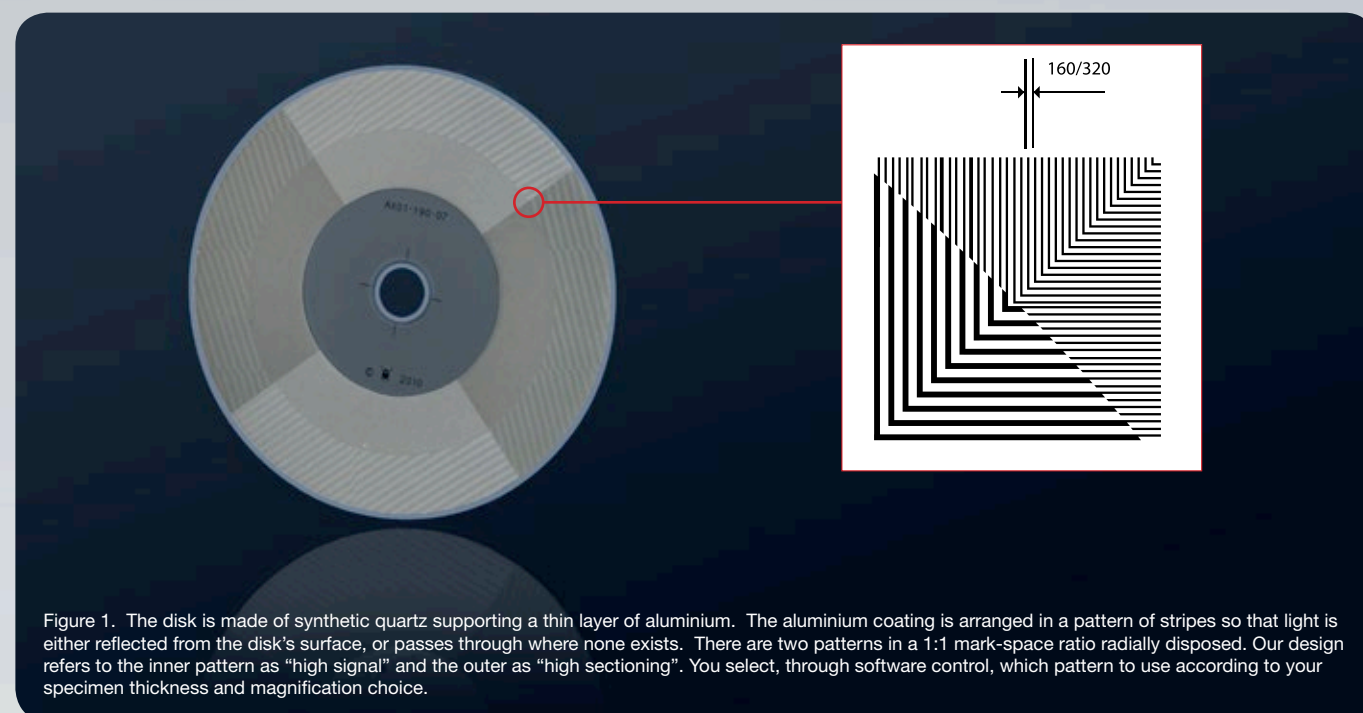 160/320
AX01-190-07
© 2010
Figure 1. The disk is made of synthetic quartz supporting a thin layer of aluminium. The aluminium coating is arranged in a pattern of stripes so that light is
either reflected from the disk's surface, or passes through where none exists. There are two patterns in a 1:1 mark-space ratio radially disposed. Our design
refers to the inner pattern as “high signal” and the outer as “high sectioning”. You select, through software control, which pattern to use according to your
specimen thickness and magnification choice.